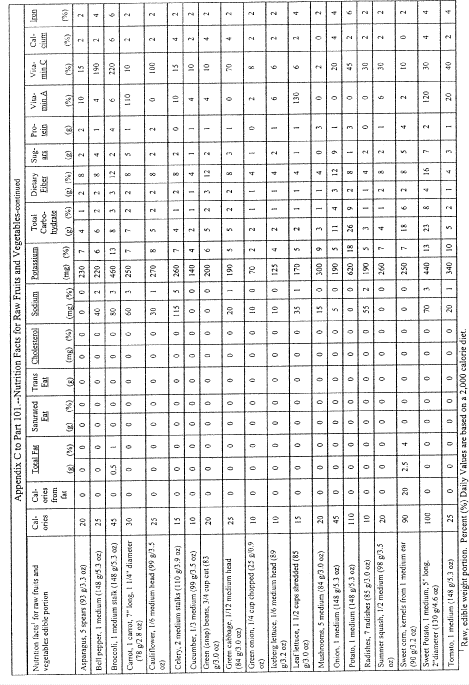 Appendix C to Part 101.--Nutrition Facts for Raw Fruits and Vegetables-continued
Nutrition facts for raw fruits and vegetables edible portion Cal-ories Cal-ories from fat Total Fat Saturated Fat Trans Fat Cholesterol Sodium Potassium Total Carbo-hydrate Dietary Fiber Sug-ars Pro-tein Vita-min A Vita-min C Cal-cium Iron
(g) (%) (g) (%) (g) (mg) (%) (mg) (%) (mg) (%) (g) (%) (g) (%) (g) (g) (%) (%) (%) (%)
Asparagus, 5 spears (93 g/3.3 oz) 20 0 0 0 0 0 0 0 0 0 0 230 7 4 1 2 8 2 2 10 15 2 2
Bell pepper, 1 medium (148 g/5.3 oz) 25 0 0 0 0 0 0 0 0 40 2 220 6 6 2 2 8 4 1 4 190 2 4
Broccoli, 1 medium stalk (148 g/5.3 oz) 45 0 0.5 1 0 0 0 0 0 80 3 460 13 8 3 3 12 2 4 6 220 6 6
Carrot, 1 carrot, 7" long, 1 1/4" diameter
(78 g/2.8 oz) 30 0 0 0 0 0 0 0 0 60 3 250 7 7 2 2 8 5 1 110 10 2 2
Cauliflower, 1/6 medium head (99 g/3.5
oz) 25 0 0 0 0 0 0 0 0 30 1 270 8 5 2 2 8 2 2 0 100 2 2
Celery, 2 medium stalks (110 g/3.9 oz) 15 0 0 0 0 0 0 0 0 115 5 260 7 4 1 2 8 2 0 10 15 4 2
Cucumber, 1/3 medium (99 g/3.5 oz) 10 0 0 0 0 0 0 0 0 0 0 140 4 2 1 1 4 1 1 4 10 2 2
Green (snap) beans, 3/4 cup cut (83
g/3.0 oz) 20 0 0 0 0 0 0 0 0 0 0 200 6 5 2 3 12 2 1 4 10 4 2
Green cabbage, 1/12 medium head
(84 g/3.0 oz) 25 0 0 0 0 0 0 0 0 20 1 190 5 5 2 2 8 3 1 0 70 4 2
Green onion, 1/4 cup chopped (25 g/0.9
oz) 10 0 0 0 0 0 0 0 0 10 0 70 2 2 1 1 4 1 0 2 8 2 2
Iceberg lettuce, 1/6 medium head (89
g/3.2 oz) 10 0 0 0 0 0 0 0 0 10 0 125 4 2 1 1 4 2 1 6 6 2 2
Leaf lettuce, 1 1/2 cups shredded (85
g/3.0 oz) 15 0 0 0 0 0 0 0 0 35 1 170 5 2 1 1 4 1 1 130 6 2 4
Mushrooms, 5 medium (84 g/3.0 oz) 20 0 0 0 0 0 0 0 0 15 0 300 9 3 1 1 4 0 3 0 2 0 2
Onion, 1 medium (148 g/5.3 oz) 45 0 0 0 0 0 0 0 0 5 0 190 5 11 4 3 12 9 1 0 20 4 4
Potato, 1 medium (148 g/5.3 oz) 110 0 0 0 0 0 0 0 0 0 0 620 18 26 9 2 8 1 3 0 45 2 6
Radishes, 7 radishes (85 g/3.0 oz) 10 0 0 0 0 0 0 0 0 55 2 190 5 3 1 1 4 2 0 0 30 2 2
Summer squash, 1/2 medium (98 g/3.5
oz) 20 0 0 0 0 0 0 0 0 0 0 260 7 4 1 2 8 2 1 6 30 2 2
Sweet corn, kernels from 1 medium ear
(90 g/3.2 oz) 90 20 2.5 4 0 0 0 0 0 0 0 250 7 18 6 2 8 5 4 2 10 0 2
Sweet Potato, 1 medium, 5" long,
2" diameter (130 g/4.6 oz) 100 0 0 0 0 0 0 0 0 70 3 440 13 23 8 4 16 7 2 120 30 4 4
Tomato, 1 medium (148 g/5.3 oz) 25 0 0 0 0 0 0 0 0 20 1 340 10 5 2 1 4 3 1 20 40 2 4
Raw, edible weight portion. Percent (%) Daily Values are based on a 2,000 calorie diet.